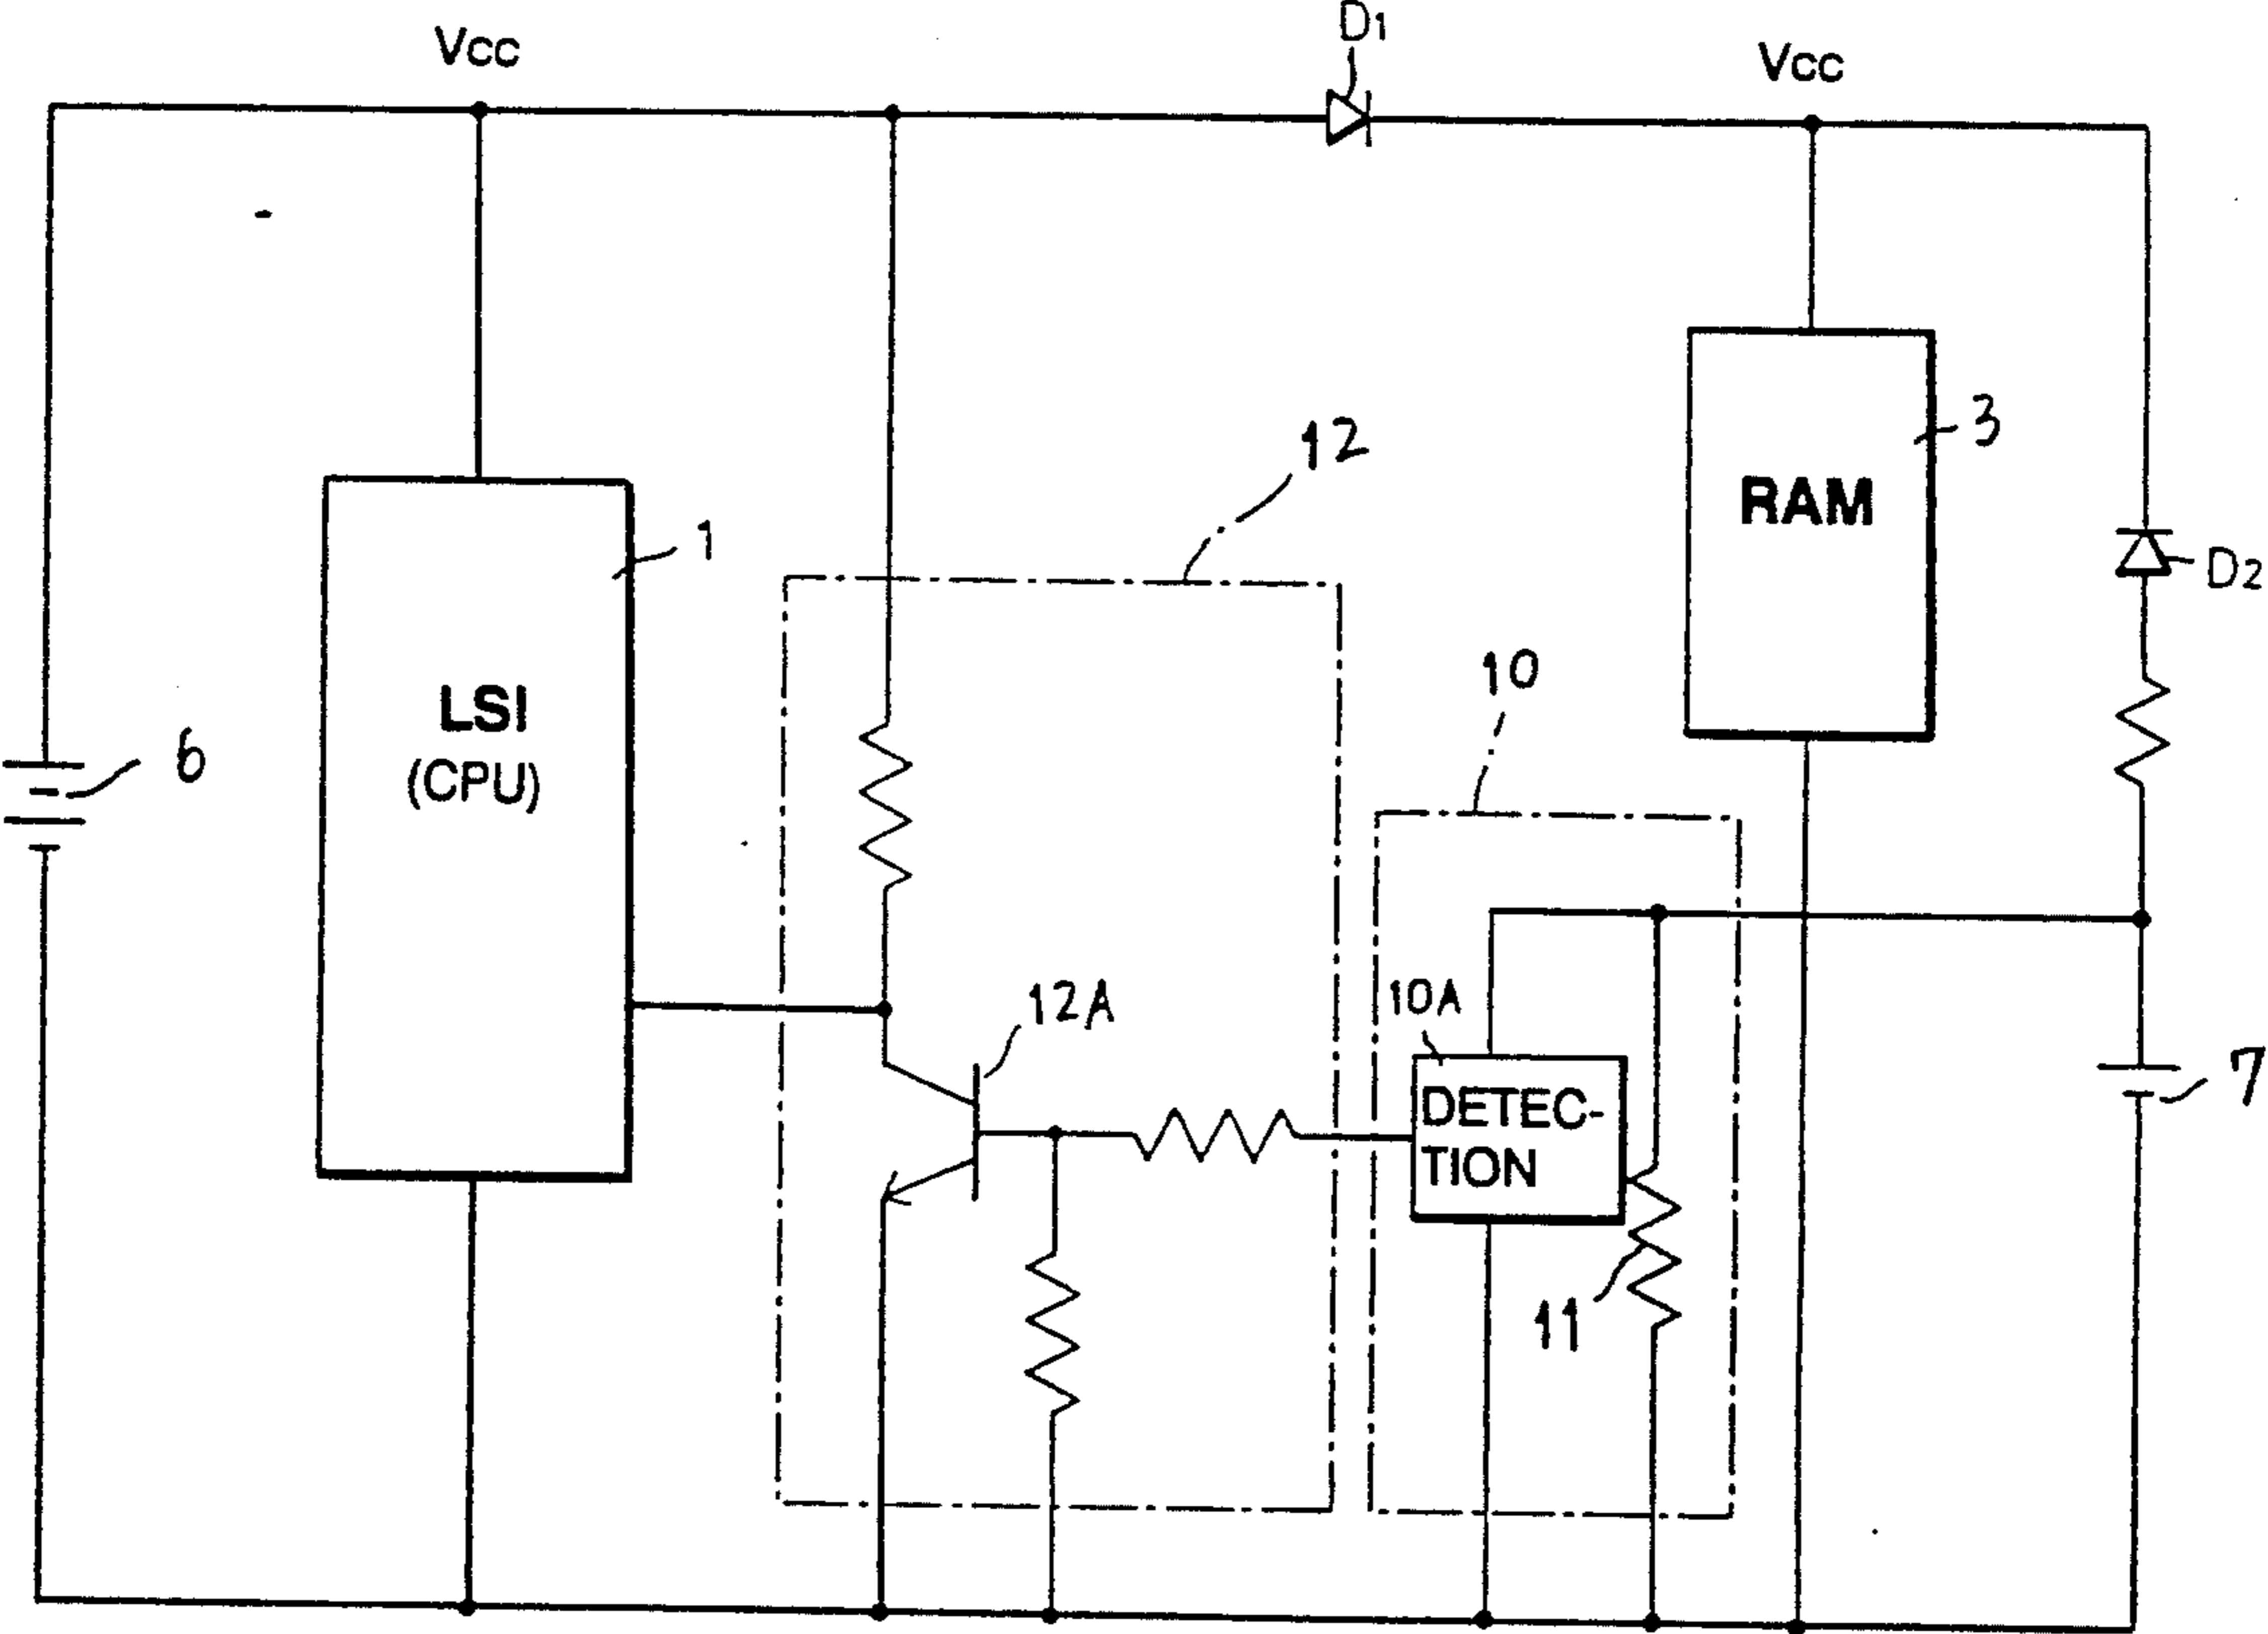 D1
VCC
VCC
3
12
RAM
1
D2
10
LSI
6
(CPU)
12A
10A
7
DETEC-
TION
11